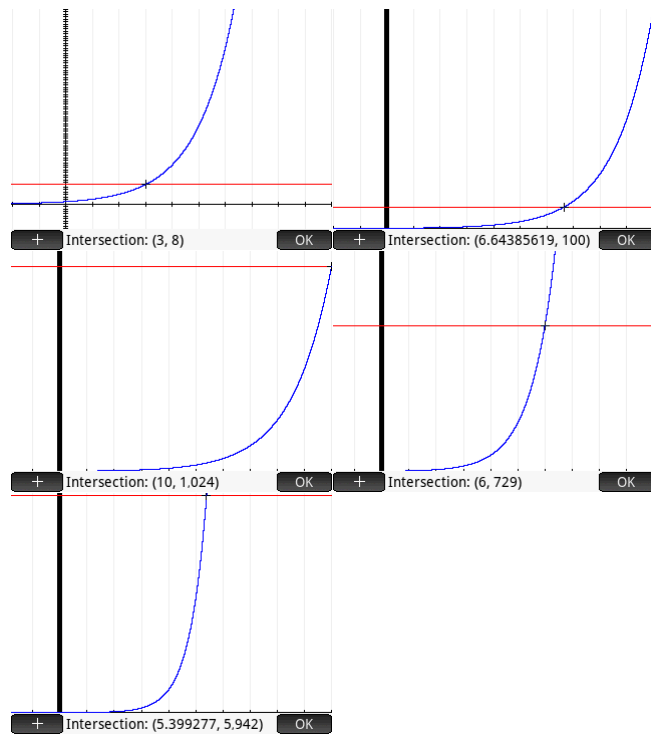 + Intersection: (3, 8) OK
+ Intersection: (6.64385619, 100) OK
+ Intersection: (10, 1,024) OK
+ Intersection: (6, 729) OK
+ Intersection: (5.399277, 5,942) OK